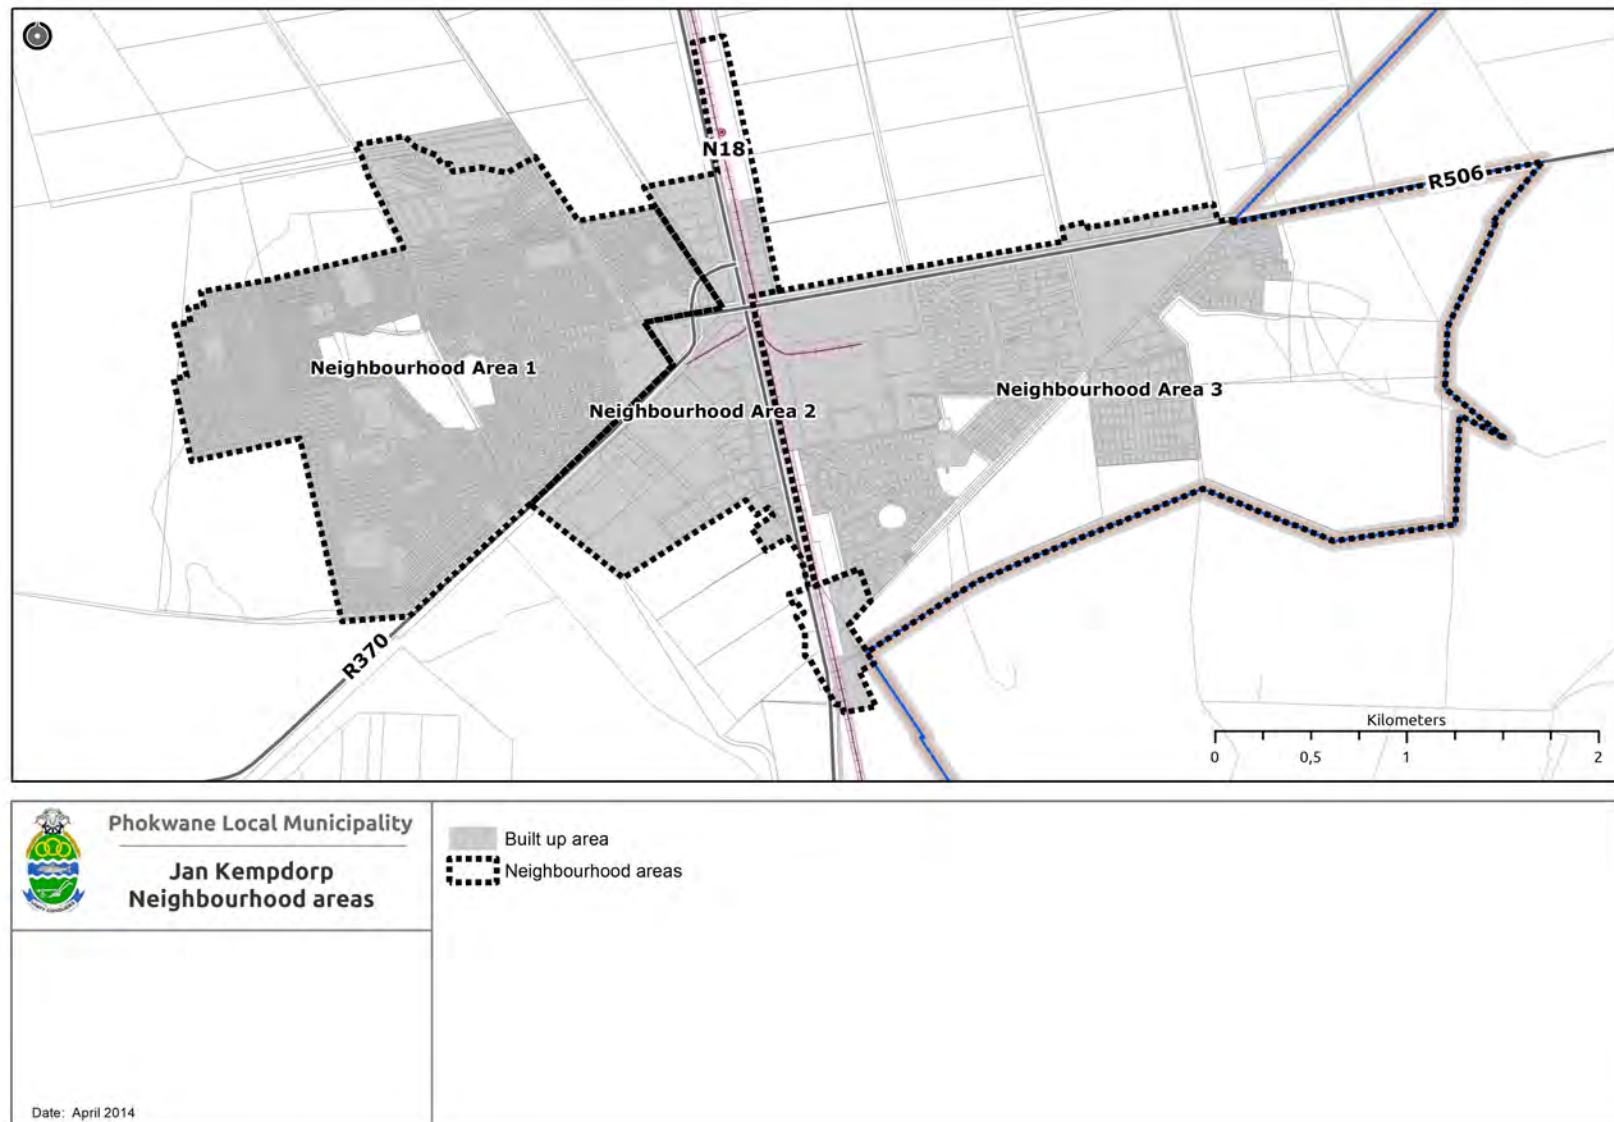 N18
R506
Neighbourhood Area 1
Neighbourhood Area 3
Neighbourhood Area 2
R370
Kilometers
0 0,5 1 2
Phokwane Local Municipality
Jan Kempdorp
Neighbourhood areas
Built up area
Neighbourhood areas
Date: April 2014